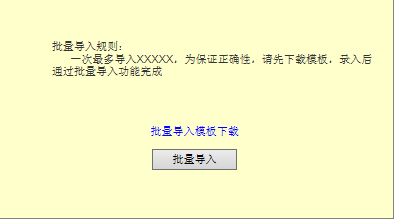 批量导入规则：
一次最多导入XXXXX，为保证正确性，请先下载模板，录入后
通过批量导入功能完成
批量导入模板下载
批量导入